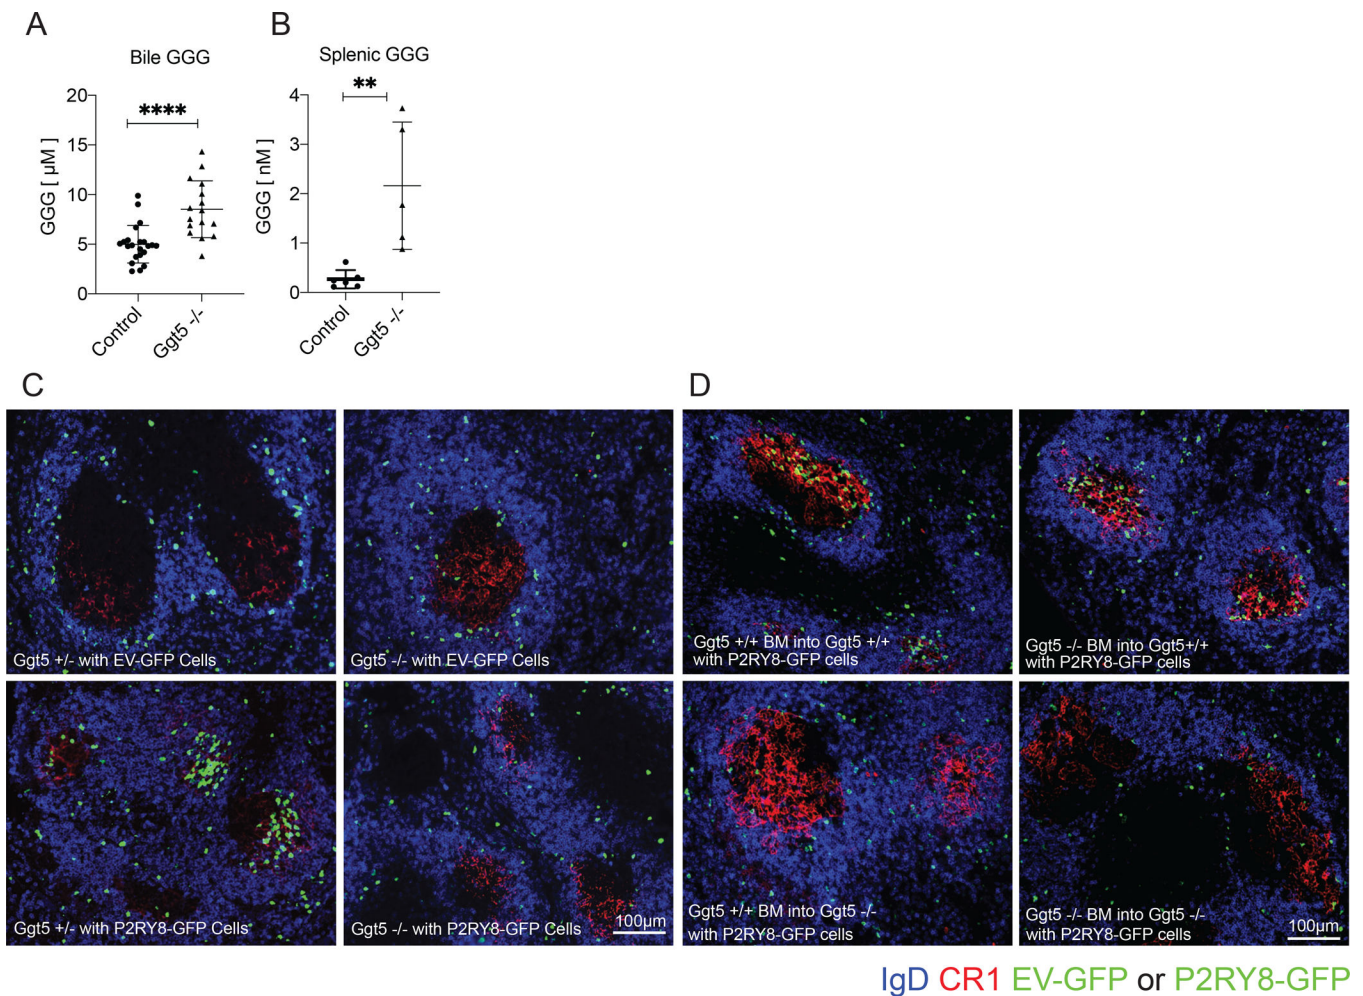 A
B
Bile GGG
Splenic GGG
****
**
GGG [ µM ]
20
15
10
5
0
Control
Ggt5 -/-
GGG [ nM ]
4
3
2
1
0
Control
Ggt5 -/-
C
D
Ggt5 +/- with EV-GFP Cells
Ggt5 -/- with EV-GFP Cells
Ggt5 +/+ BM into Ggt5 +/+
with P2RY8-GFP cells
Ggt5 -/- BM into Ggt5+/+
with P2RY8-GFP cells
Ggt5 +/- with P2RY8-GFP Cells
Ggt5 -/- with P2RY8-GFP Cells
100µm
Ggt5 +/+ BM into Ggt5 -/-
with P2RY8-GFP cells
Ggt5 -/- BM into Ggt5 -/-
with P2RY8-GFP cells
100µm
IgD CR1 EV-GFP or P2RY8-GFP